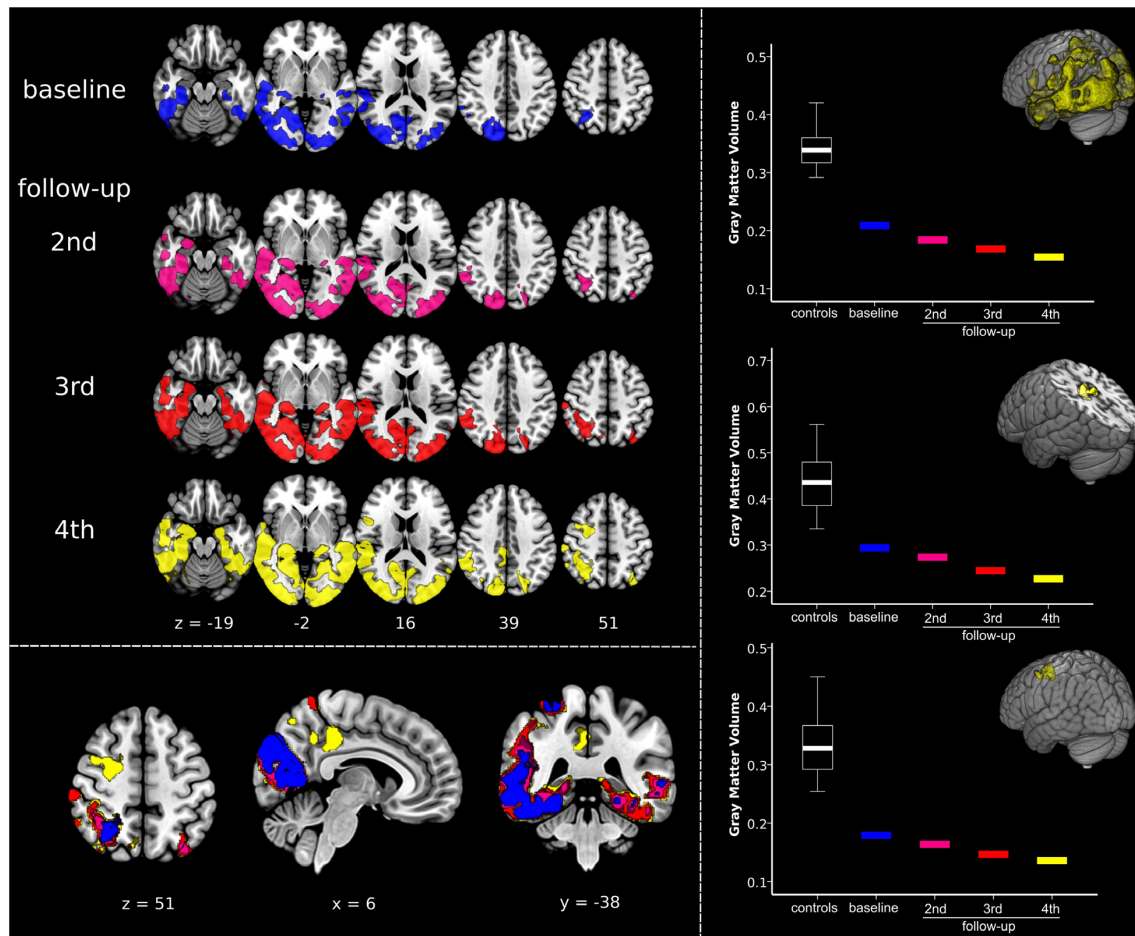 baseline
follow-up
2nd
3rd
4th
z = -19 -2 16 39 51
z = 51 x = 6 y = -38
0.5
0.4
0.3
0.2
0.1
Gray Matter Volume
controls baseline 2nd 3rd 4th
follow-up
0.7
0.6
0.5
0.4
0.3
0.2
Gray Matter Volume
controls baseline 2nd 3rd 4th
follow-up
0.5
0.4
0.3
0.2
0.1
Gray Matter Volume
controls baseline 2nd 3rd 4th
follow-up